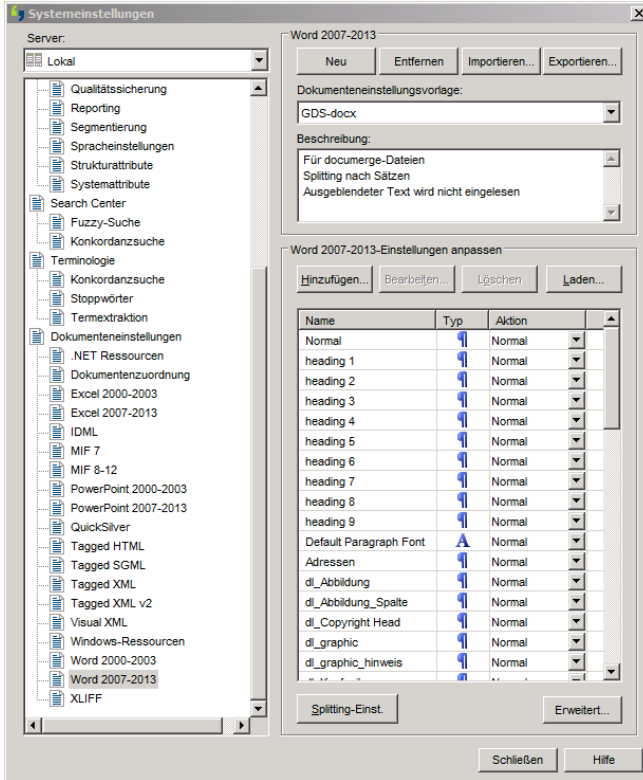 Systemeinstellungen
Server:
Lokal
Qualitätssicherung
Reporting
Segmentierung
Spracheinstellungen
Strukturattribute
Systemattribute
Search Center
Fuzzy-Suche
Konkordanzsuche
Terminologie
Konkordanzsuche
Stoppwörter
Termextraktion
Dokumenteneinstellungen
.NET Ressourcen
Dokumentenzuordnung
Excel 2000-2003
Excel 2007-2013
IDML
MIF 7
MIF 8-12
PowerPoint 2000-2003
PowerPoint 2007-2013
QuickSilver
Tagged HTML
Tagged SGML
Tagged XML
Tagged XML v2
Visual XML
Windows-Ressourcen
Word 2000-2003
Word 2007-2013
XLIFF
Word 2007-2013
Neu Entfernen Importieren... Exportieren...
Dokumenteneinstellungsvorlage:
GDS-docx
Beschreibung:
Für documerge-Dateien
Splitting nach Sätzen
Ausgeblendeter Text wird nicht eingelesen
Word 2007-2013-Einstellungen anpassen
Hinzufügen... Bearbeiten... Löschen Laden...
Name Typ Aktion
Normal Normal
heading 1 Normal
heading 2 Normal
heading 3 Normal
heading 4 Normal
heading 5 Normal
heading 6 Normal
heading 7 Normal
heading 8 Normal
heading 9 Normal
Default Paragraph Font A Normal
Adressen Normal
dl_Abbildung Normal
dl_Abbildung_Spalte Normal
dl_Copyright Head Normal
dl_graphic Normal
dl_graphic_hinweis Normal
Splitting-Einst. Erweitert...
Schließen Hilfe